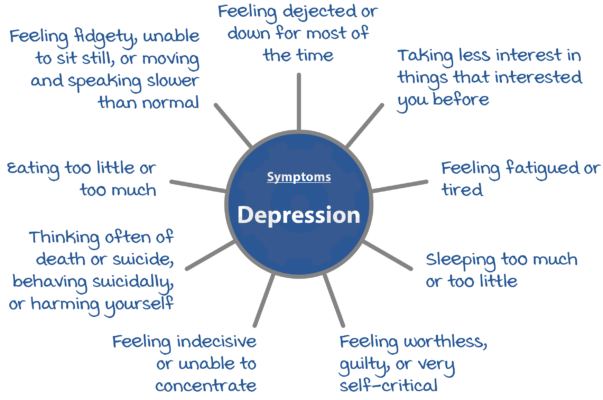 Symptoms
Depression
Feeling dejected or
down for most of
the time
Taking less interest in
things that interested
you before
Feeling fatigued or
tired
Sleeping too much
or too little
Feeling worthless,
guilty, or very
self-critical
Feeling indecisive
or unable to
concentrate
Thinking often of
death or suicide,
behaving suicidally,
or harming yourself
Eating too little or
too much
Feeling fidgety, unable
to sit still, or moving
and speaking slower
than normal